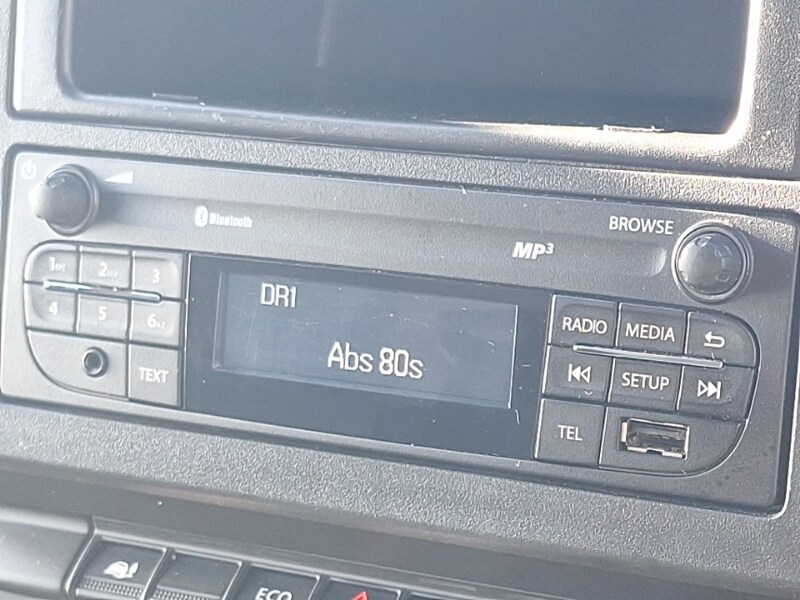 Bluetooth
BROWSE
MP3
1
2
3
4
5
6
TEXT
DR1
Abs 80s
RADIO
MEDIA
SETUP
TEL
ECO